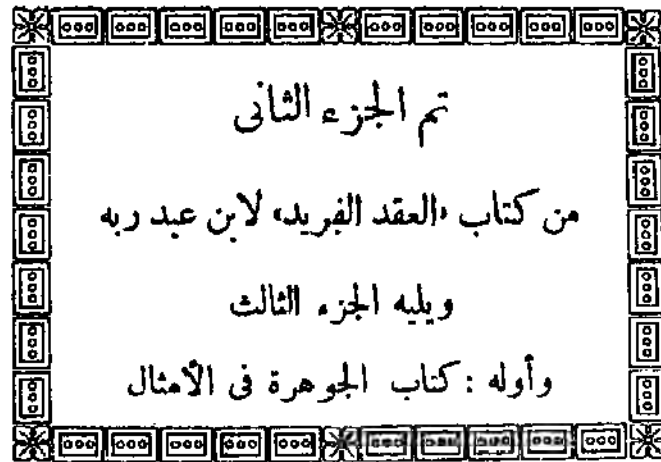 تم الجزء الثانى
من كتاب «العقد الفريد» لابن عبد ربه
ويليه الجزء الثالث
وأوله : كتاب الجوهرة فى الأمثال